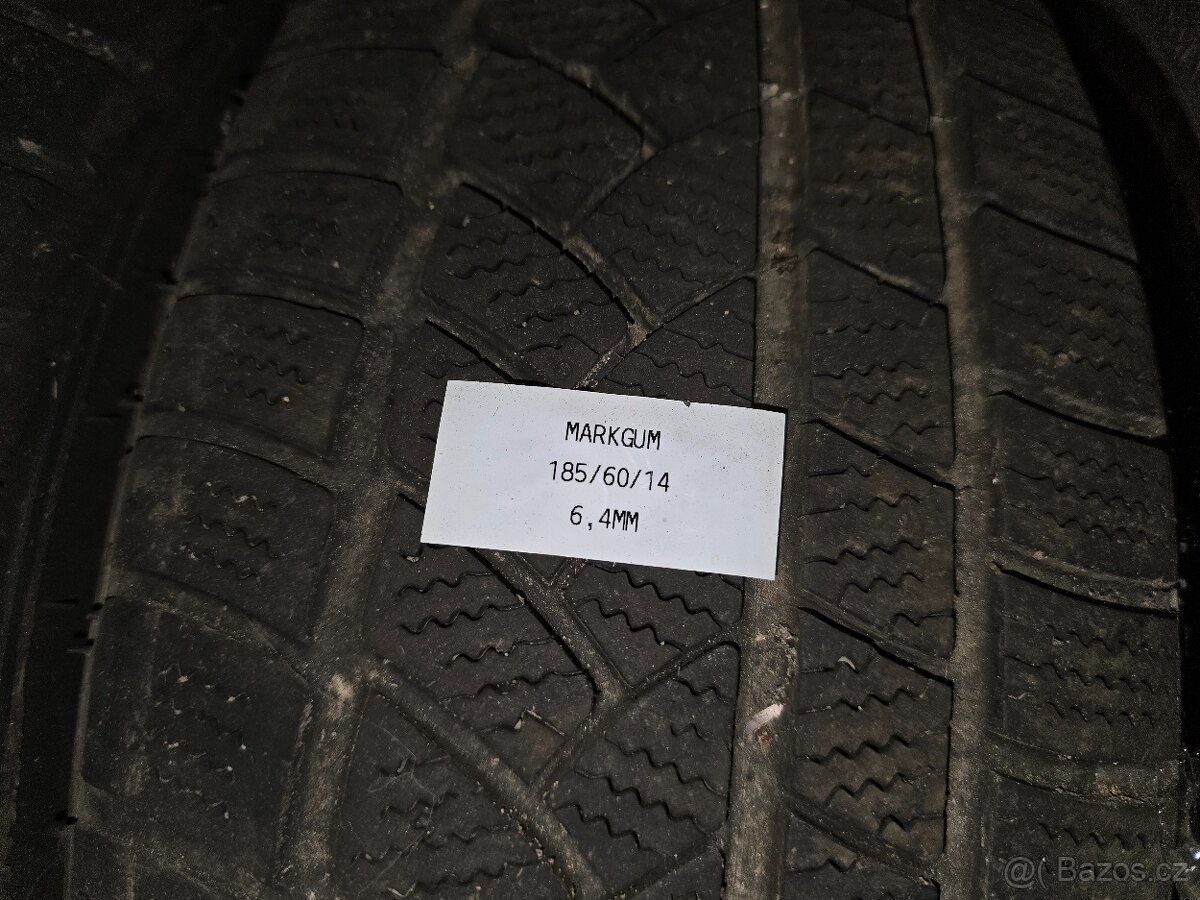 MARKGUM
185/60/14
6,4MM
@( Bazos.cz